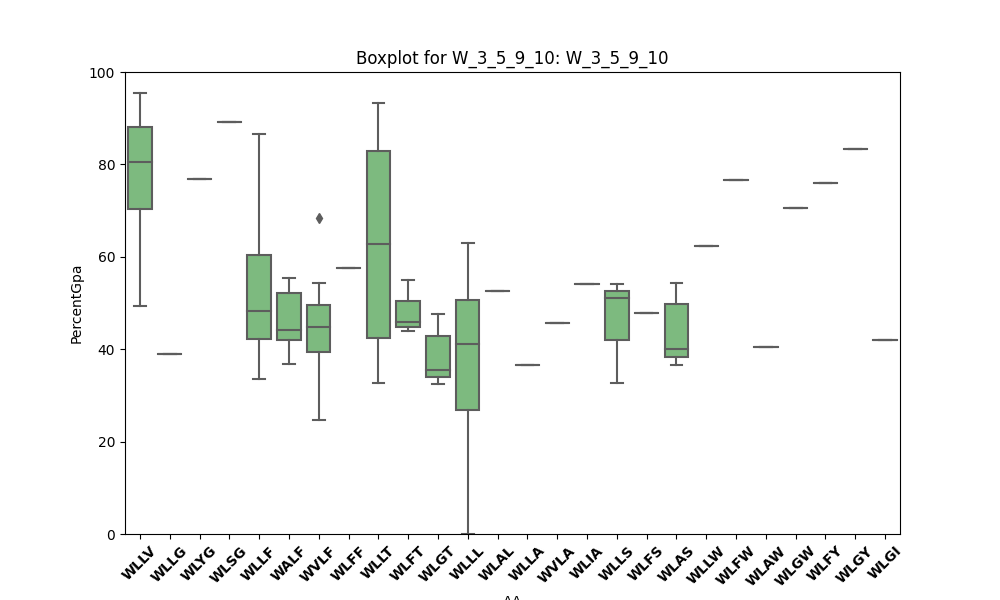 Boxplot for W_3_5_9_10: W_3_5_9_10
PercentGpa
100
80
60
40
20
0
WLLV WLLG WLYG WLSG WLLF WALF WVLF WLFF WLLT WLFT WLGT WLLL WLAL WLLA WVLA WLIA WLLS WLFS WLAS WLLW WLFW WLAW WLGW WLFY WLGY WLGI
AA